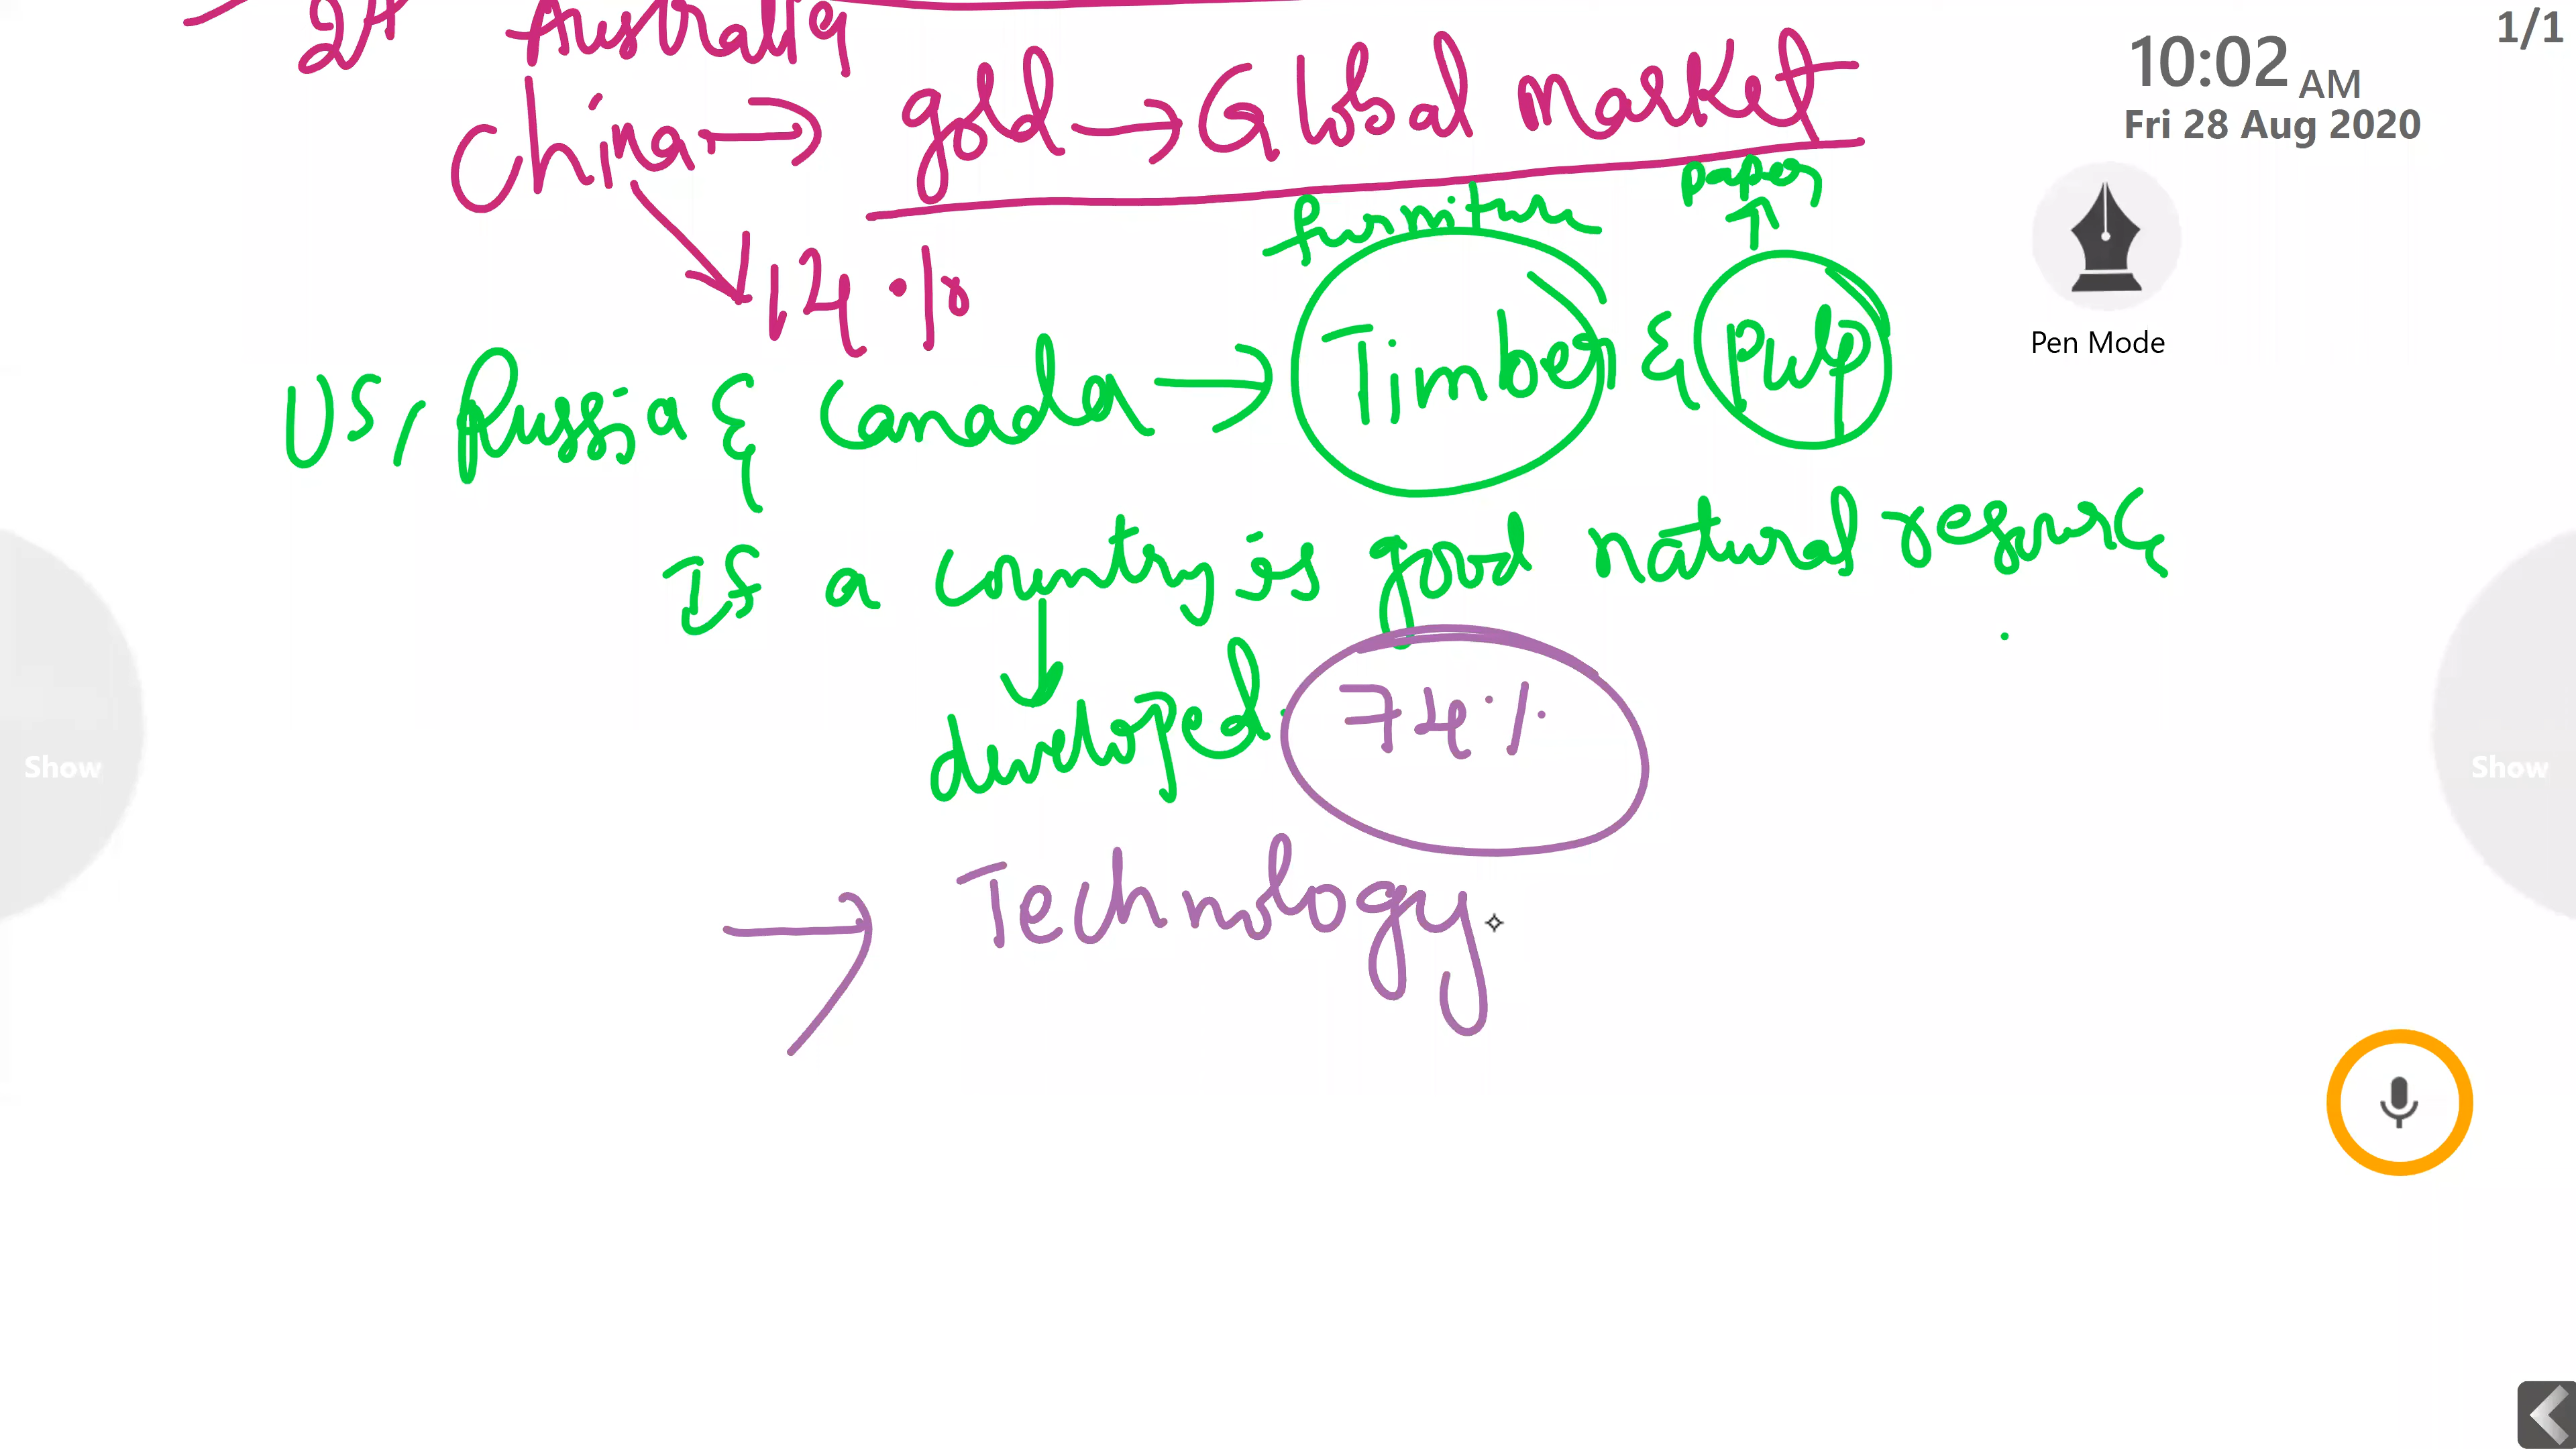 1/1
10:02 AM
Fri 28 Aug 2020
Pen Mode
Australia
China → gold → Global Market
14 %
furniture
paper
↑
US, Russia & Canada → Timber & Pulp
If a country is good natural resource
developed 74%
→ Technology
Show
Show